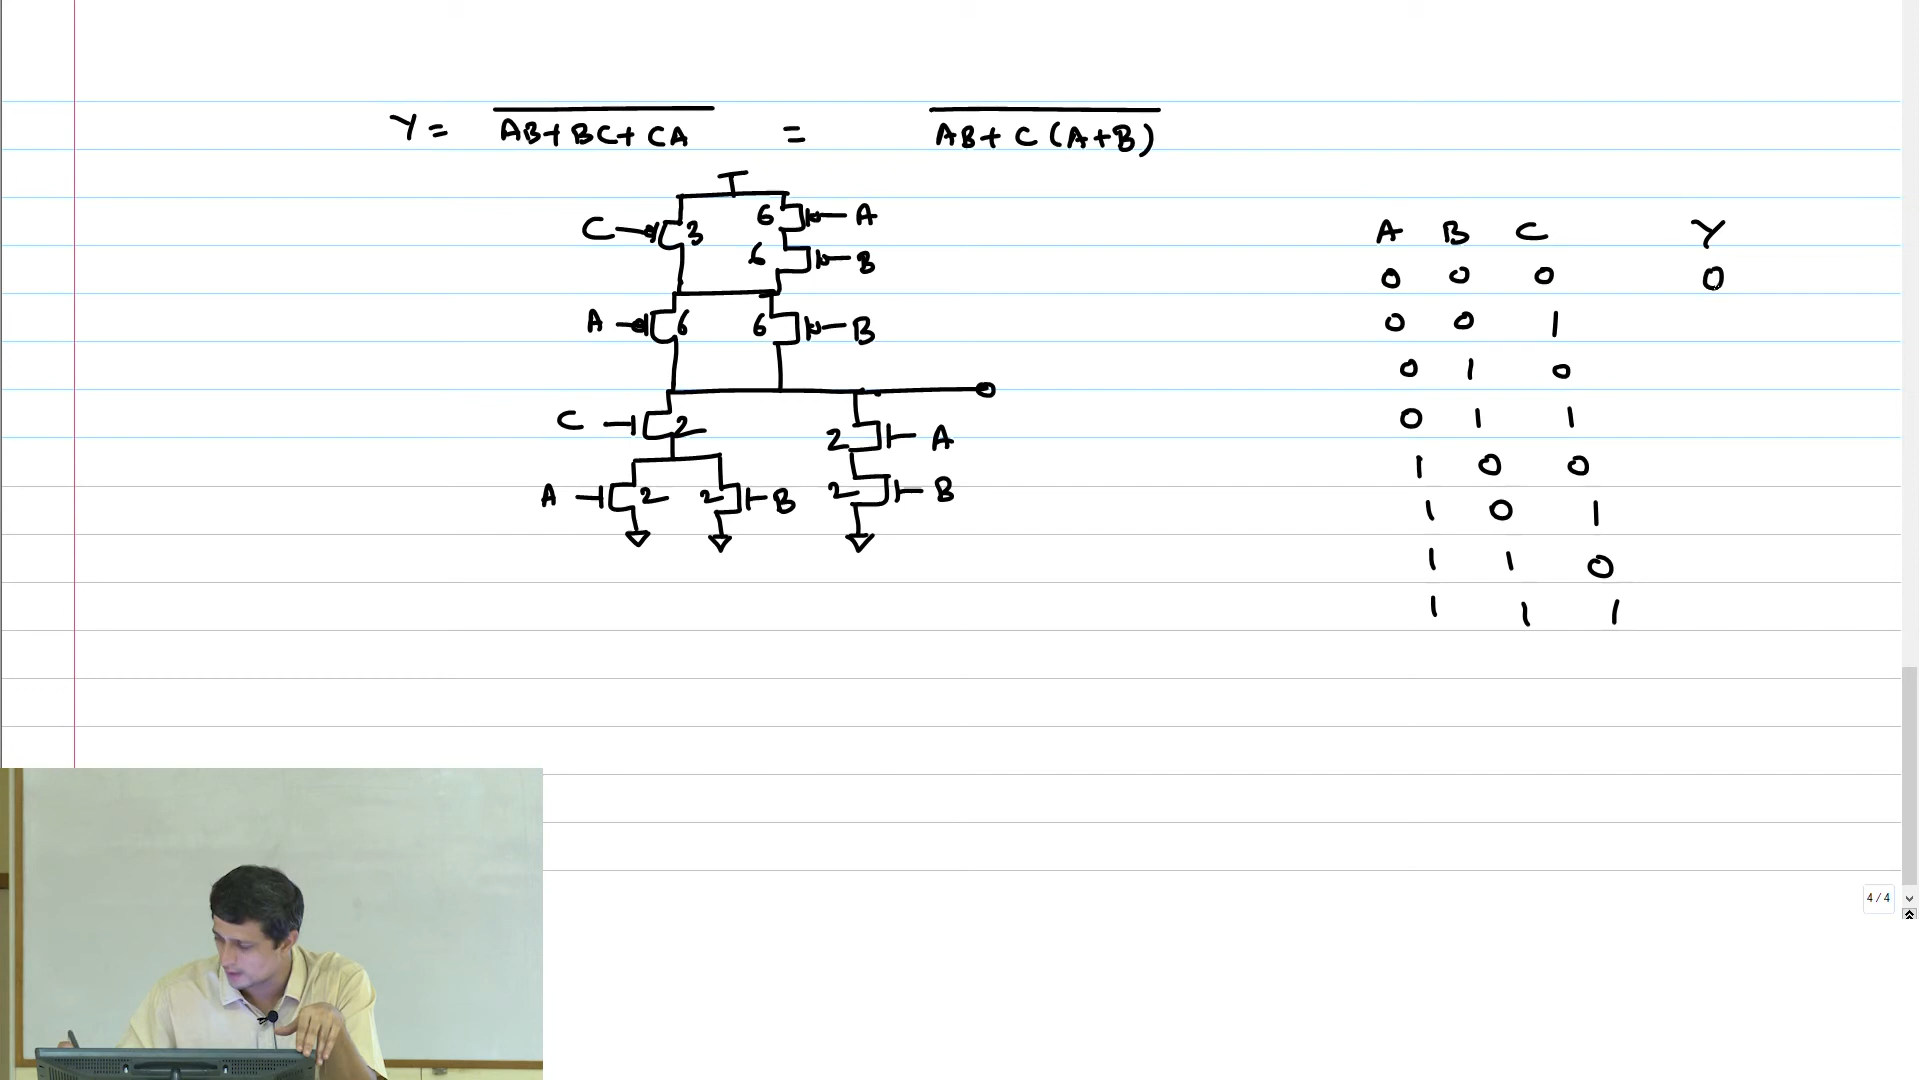 Y = \overline{AB+BC+CA} = \overline{AB+C(A+B)}
C 3 6 A
6 B
A 6 6 B
C 2 2 A
A 2 2 B 2 B
A B C Y
0 0 0 0
0 0 1
0 1 0
0 1 1
1 0 0
1 0 1
1 1 0
1 1 1
4 / 4